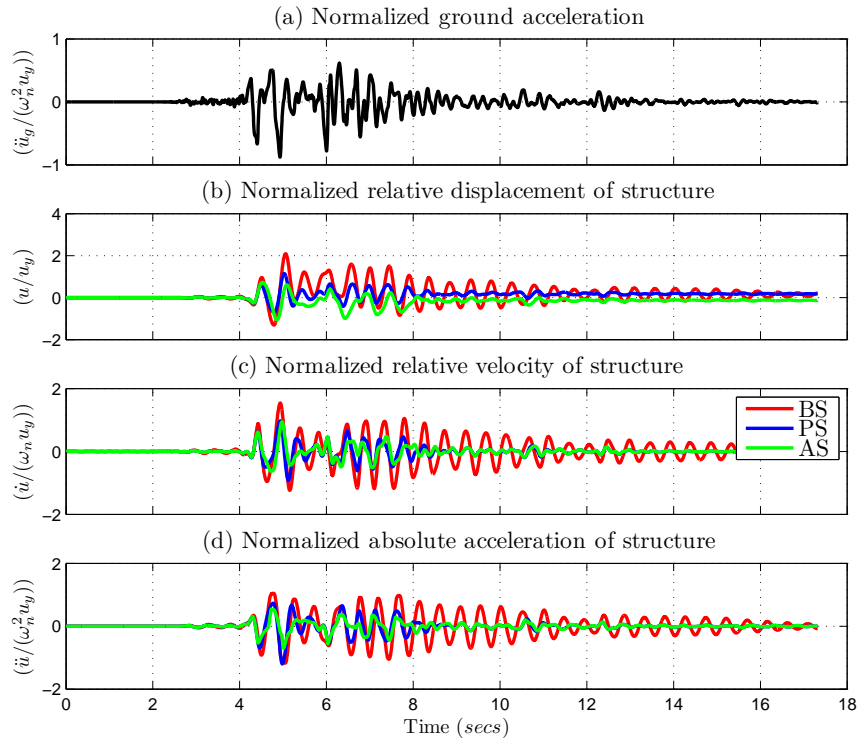 (a) Normalized ground acceleration
(ü_g/(ω_n^2 u_y))
1
0
−1
(b) Normalized relative displacement of structure
(u/u_y)
4
2
0
−2
(c) Normalized relative velocity of structure
(u̇/(ω_n u_y))
2
0
−2
BS
PS
AS
(d) Normalized absolute acceleration of structure
(ü/(ω_n^2 u_y))
2
0
−2
0 2 4 6 8 10 12 14 16 18
Time (secs)